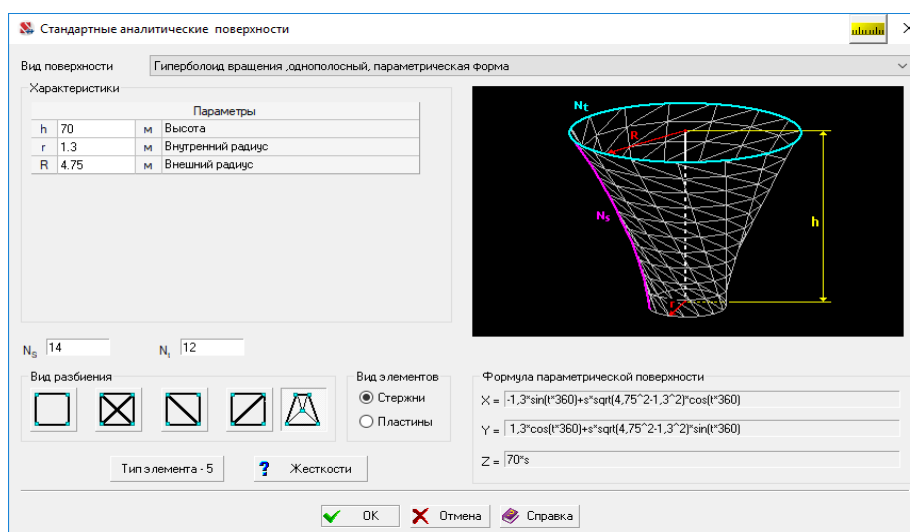 Стандартные аналитические поверхности
Вид поверхности Гиперболоид вращения ,однополосный, параметрическая форма
Характеристики
Параметры
h 70 м Высота
r 1.3 м Внутренний радиус
R 4.75 м Внешний радиус
Nt
R
Ns
h
r
Ns 14 Nt 12
Вид разбиения
Вид элементов
Стержни
Пластины
Формула параметрической поверхности
X = -1,3*sin(t*360)+s*sqrt(4,75^2-1,3^2)*cos(t*360)
Y = 1,3*cos(t*360)+s*sqrt(4,75^2-1,3^2)*sin(t*360)
Z = 70*s
Тип элемента - 5 ? Жесткости
OK Отмена Справка